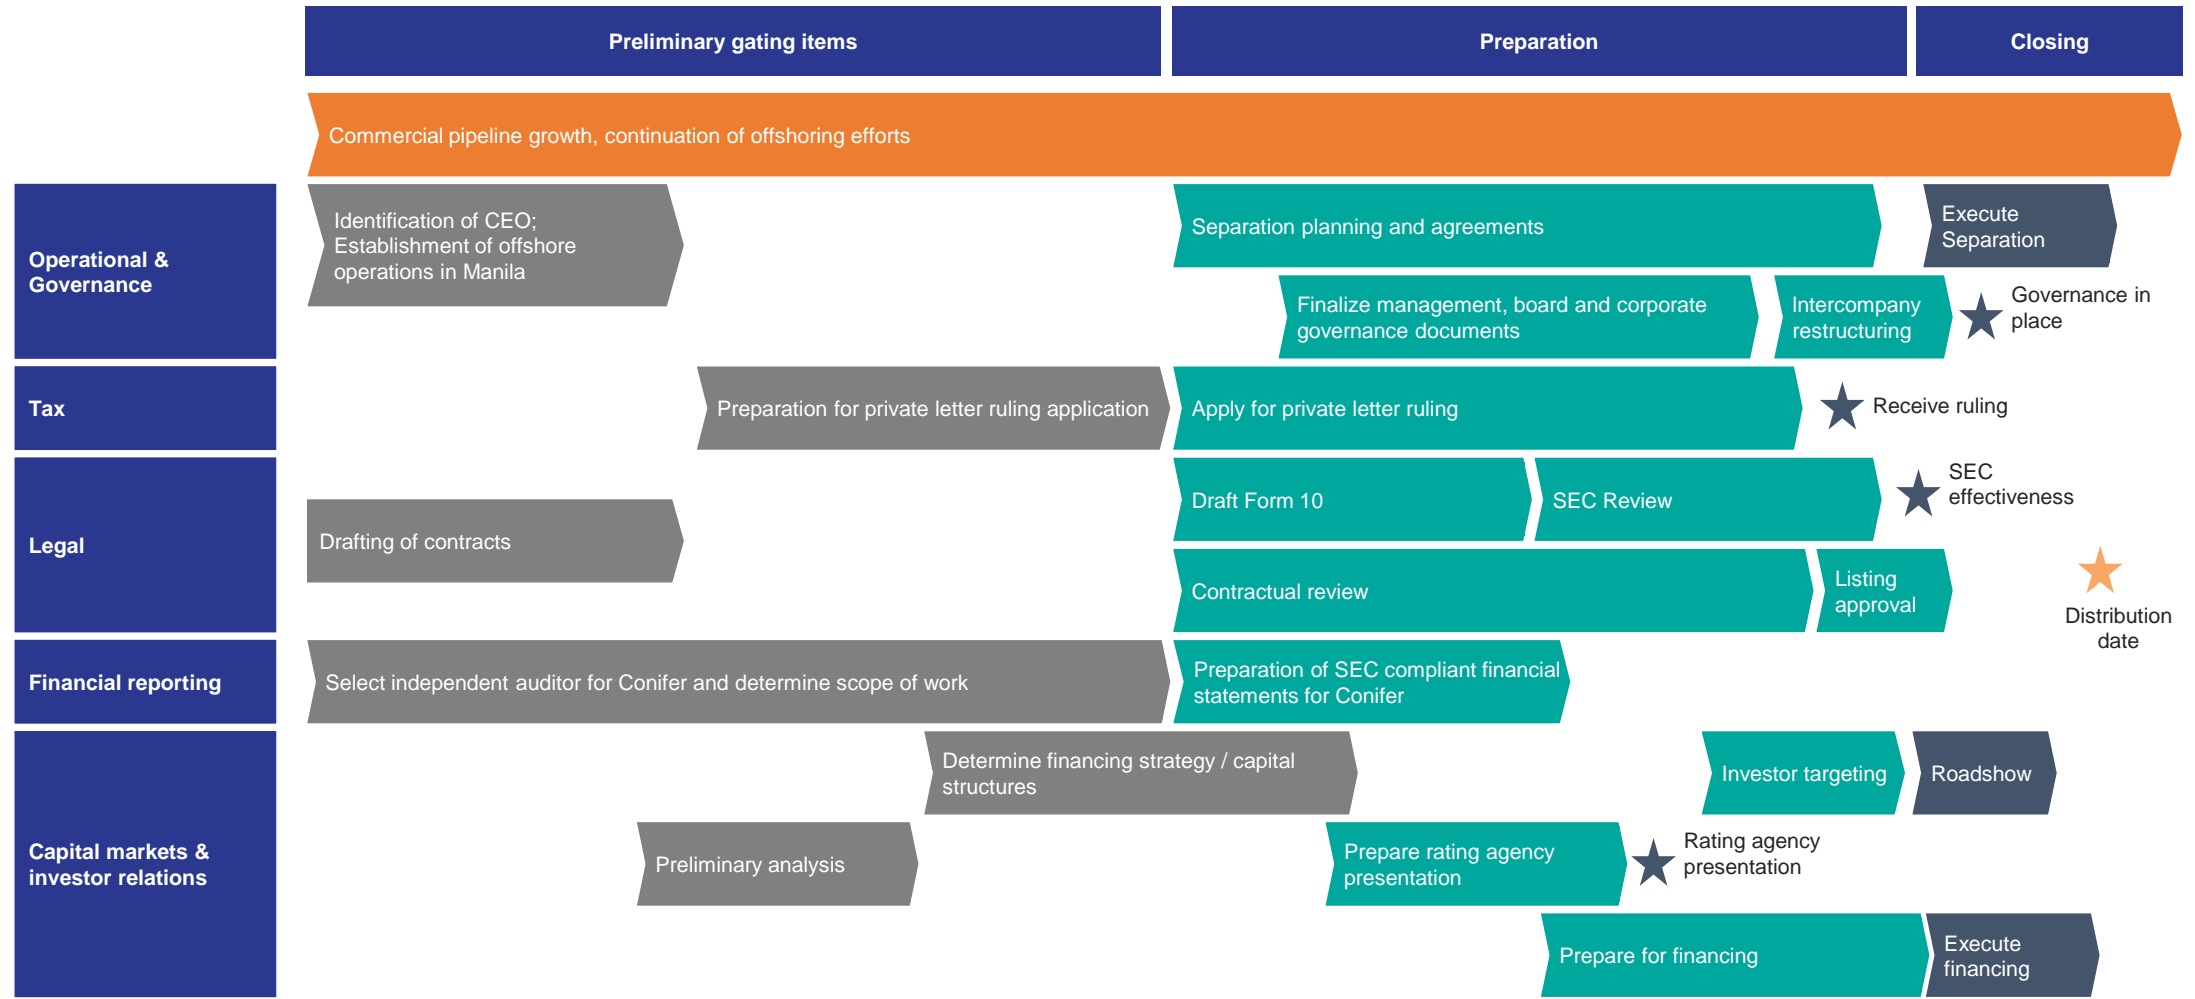 Preliminary gating items
Preparation
Closing
Commercial pipeline growth, continuation of offshoring efforts
Operational &
Governance
Identification of CEO;
Establishment of offshore
operations in Manila
Separation planning and agreements
Execute
Separation
Finalize management, board and corporate
governance documents
Intercompany
restructuring
Governance in
place
Tax
Preparation for private letter ruling application
Apply for private letter ruling
Receive ruling
Legal
Drafting of contracts
Draft Form 10
SEC Review
SEC
effectiveness
Contractual review
Listing
approval
Distribution
date
Financial reporting
Select independent auditor for Conifer and determine scope of work
Preparation of SEC compliant financial
statements for Conifer
Capital markets &
investor relations
Determine financing strategy / capital
structures
Investor targeting
Roadshow
Preliminary analysis
Prepare rating agency
presentation
Rating agency
presentation
Prepare for financing
Execute
financing